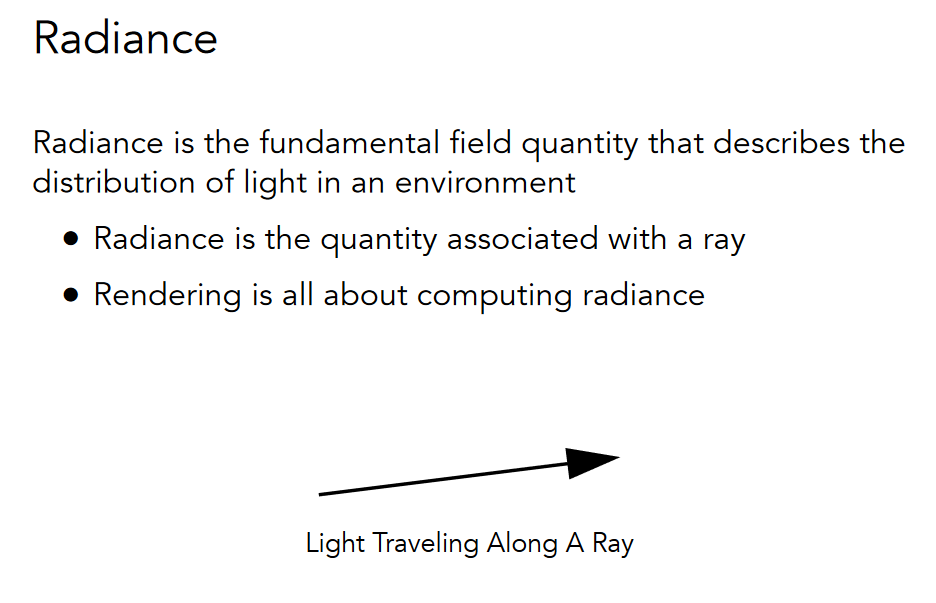 Radiance
Radiance is the fundamental field quantity that describes the
distribution of light in an environment
● Radiance is the quantity associated with a ray
● Rendering is all about computing radiance
Light Traveling Along A Ray